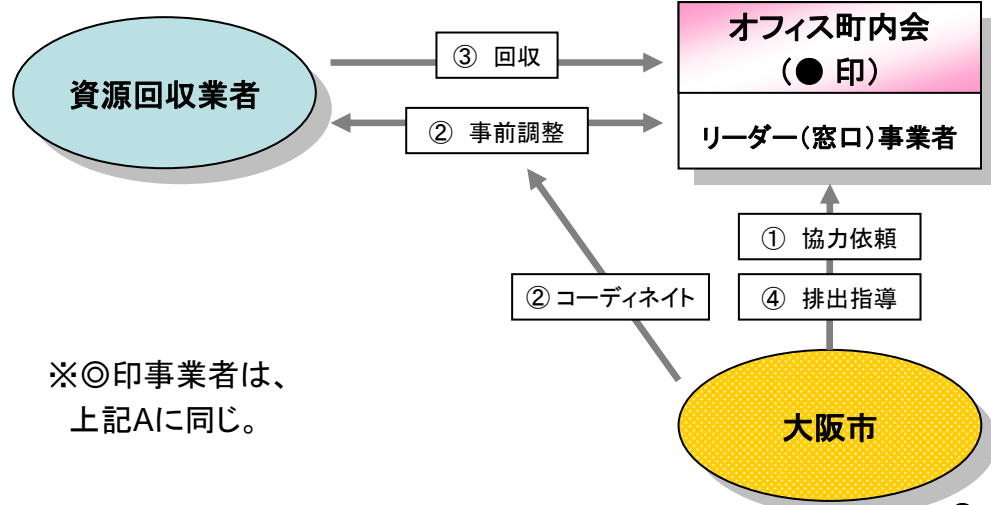 オフィス町内会
(● 印)
リーダー(窓口)事業者
資源回収業者
③ 回収
② 事前調整
① 協力依頼
② コーディネイト
④ 排出指導
※◎印事業者は、
上記Aに同じ。
大阪市